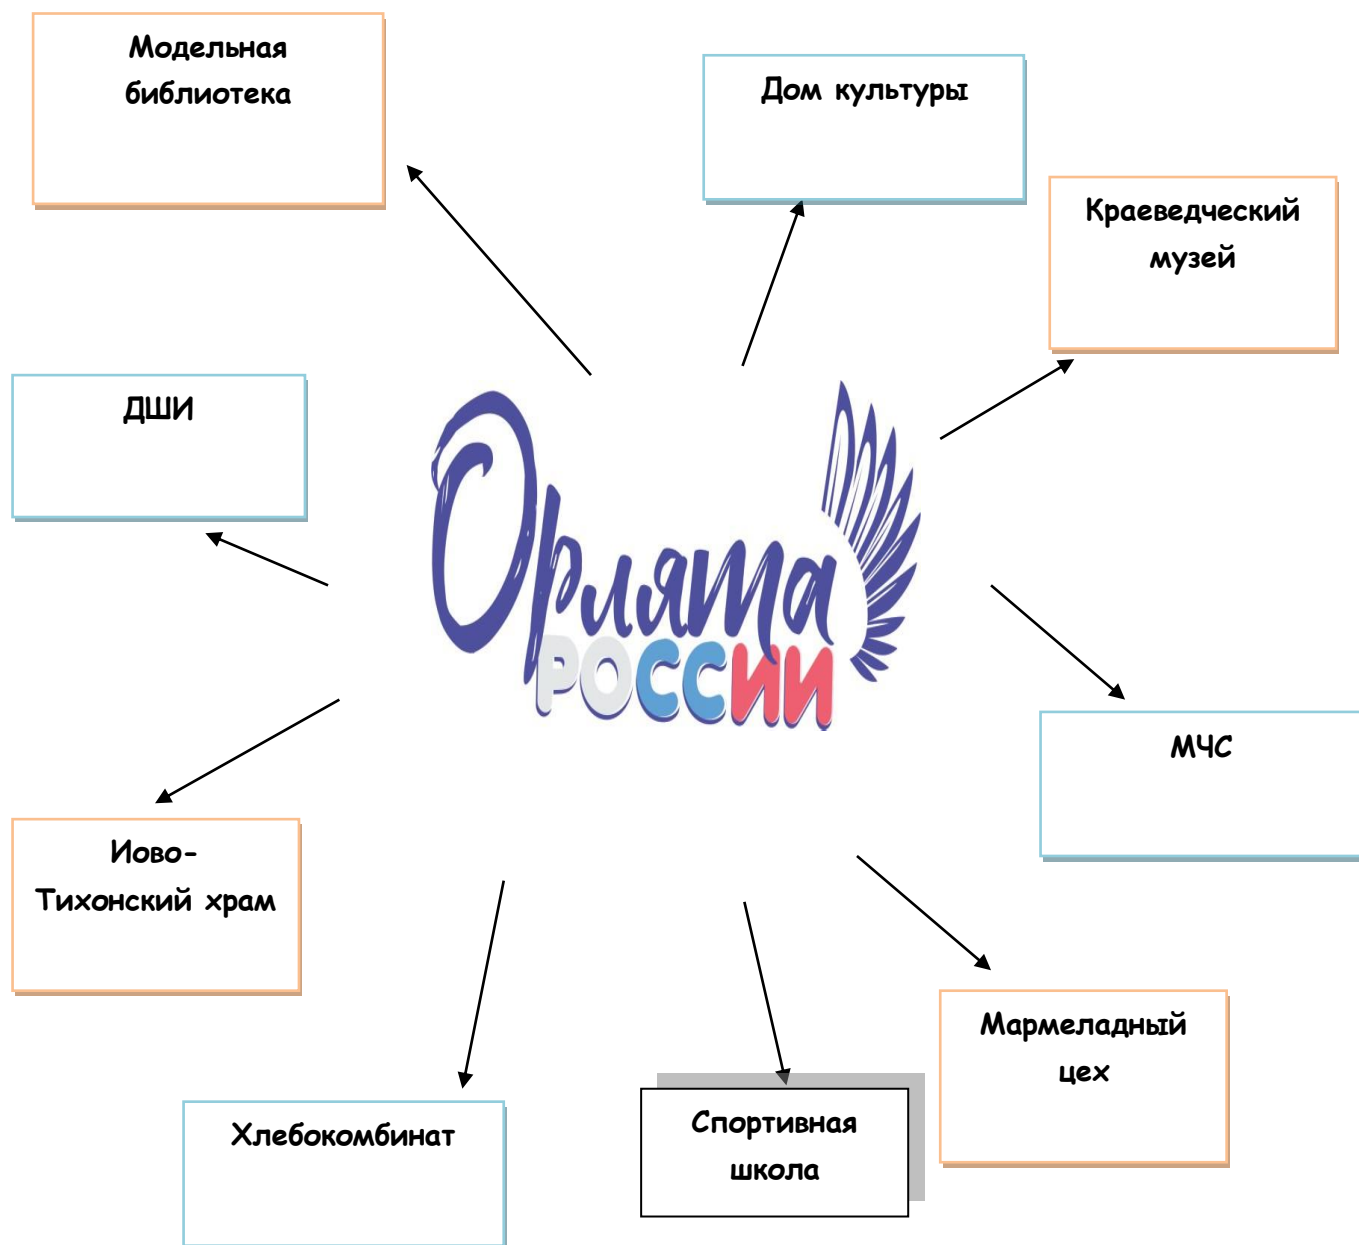 Модельная
библиотека
Дом культуры
Краеведческий
музей
ДШИ
Орлята
РОССИИ
МЧС
Иово-
Тихонский храм
Мармеладный
цех
Хлебокомбинат
Спортивная
школа